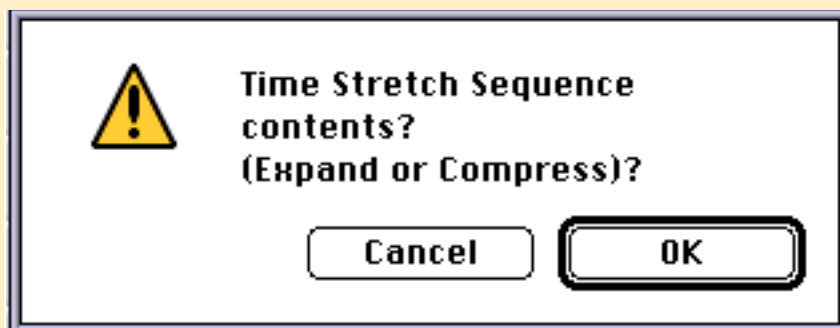 Time Stretch Sequence
contents?
(Expand or Compress)?
Cancel OK